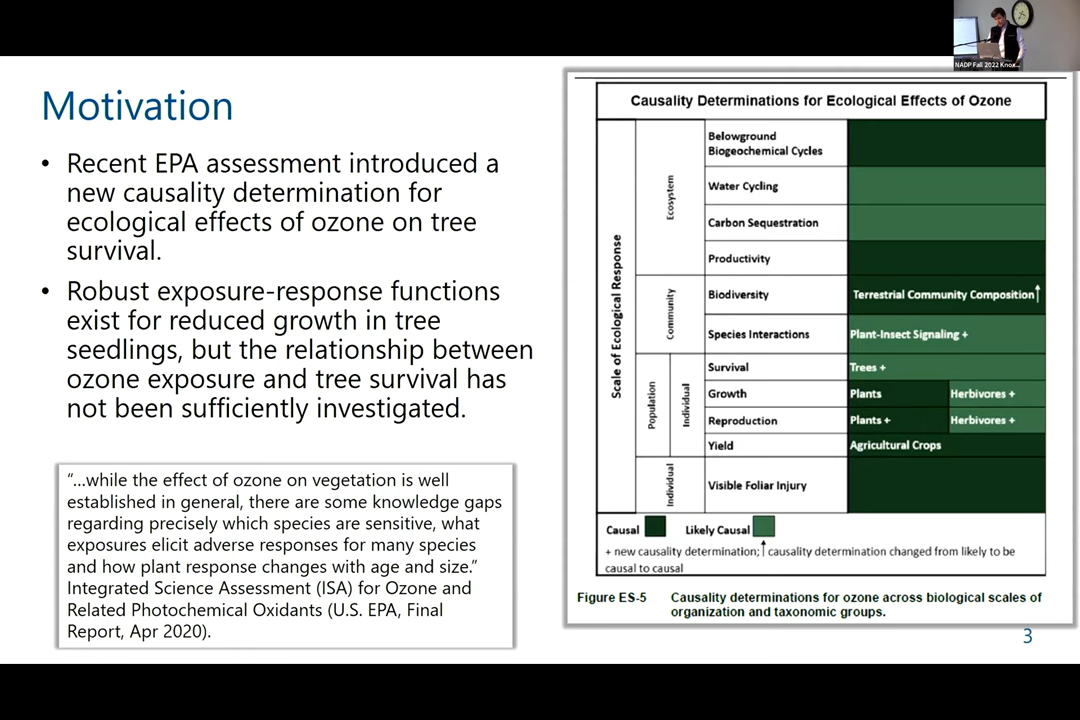 NADP Fall 2022 Knox...
Motivation
• Recent EPA assessment introduced a
new causality determination for
ecological effects of ozone on tree
survival.
• Robust exposure-response functions
exist for reduced growth in tree
seedlings, but the relationship between
ozone exposure and tree survival has
not been sufficiently investigated.
"...while the effect of ozone on vegetation is well
established in general, there are some knowledge gaps
regarding precisely which species are sensitive, what
exposures elicit adverse responses for many species
and how plant response changes with age and size."
Integrated Science Assessment (ISA) for Ozone and
Related Photochemical Oxidants (U.S. EPA, Final
Report, Apr 2020).
Causality Determinations for Ecological Effects of Ozone
Scale of Ecological Response
Ecosystem
Belowground
Biogeochemical Cycles
Water Cycling
Carbon Sequestration
Productivity
Community
Biodiversity
Terrestrial Community Composition↑
Species Interactions
Plant-Insect Signaling +
Population
Individual
Survival
Trees +
Growth
Plants
Herbivores +
Reproduction
Plants +
Herbivores +
Yield
Agricultural Crops
Individual
Visible Foliar Injury
Causal
Likely Causal
+ new causality determination; ↑ causality determination changed from likely to be
causal to causal
Figure ES-5 Causality determinations for ozone across biological scales of
organization and taxonomic groups.
3